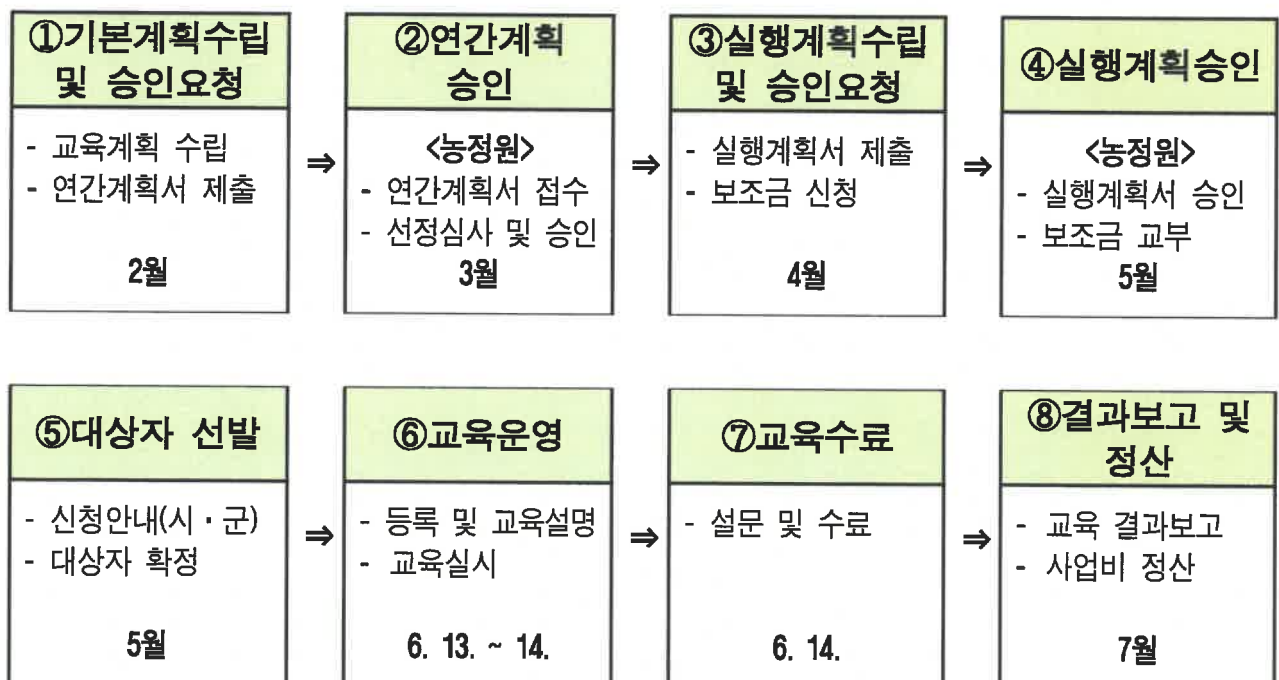 ①기본계획수립
및 승인요청
- 교육계획 수립
- 연간계획서 제출
2월
⇒
②연간계획
승인
<농정원>
- 연간계획서 접수
- 선정심사 및 승인
3월
⇒
③실행계획수립
및 승인요청
- 실행계획서 제출
- 보조금 신청
4월
⇒
④실행계획승인
<농정원>
- 실행계획서 승인
- 보조금 교부
5월
⑤대상자 선발
- 신청안내(시・군)
- 대상자 확정
5월
⇒
⑥교육운영
- 등록 및 교육설명
- 교육실시
6. 13. ~ 14.
⇒
⑦교육수료
- 설문 및 수료
6. 14.
⇒
⑧결과보고 및
정산
- 교육 결과보고
- 사업비 정산
7월